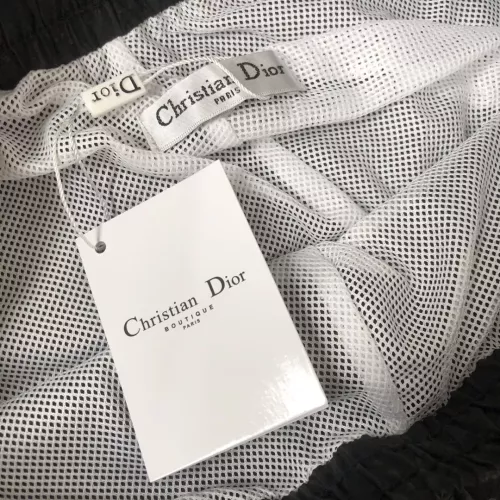 Dior
Christian Dior
PARIS
Christian Dior
BOUTIQUE
PARIS